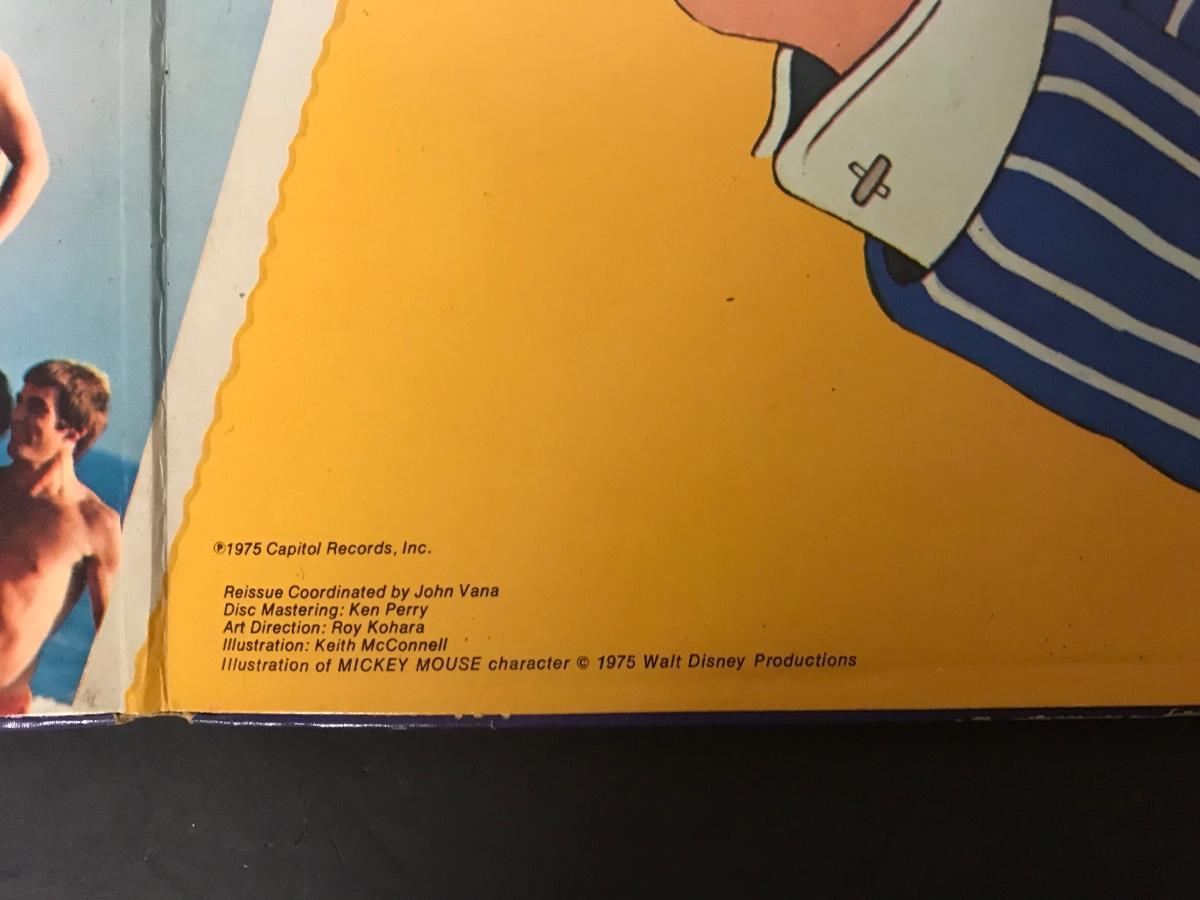 ℗1975 Capitol Records, Inc.
Reissue Coordinated by John Vana
Disc Mastering: Ken Perry
Art Direction: Roy Kohara
Illustration: Keith McConnell
Illustration of MICKEY MOUSE character © 1975 Walt Disney Productions